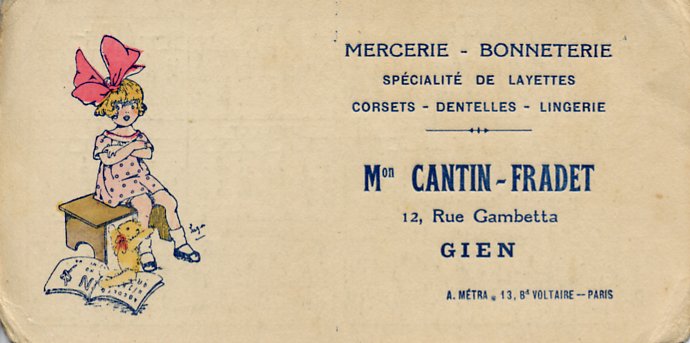 MERCERIE - BONNETERIE
SPÉCIALITÉ DE LAYETTES
CORSETS - DENTELLES - LINGERIE
Mon CANTIN-FRADET
12, Rue Gambetta
GIEN
A. MÉTRA. 13, Bd VOLTAIRE -- PARIS